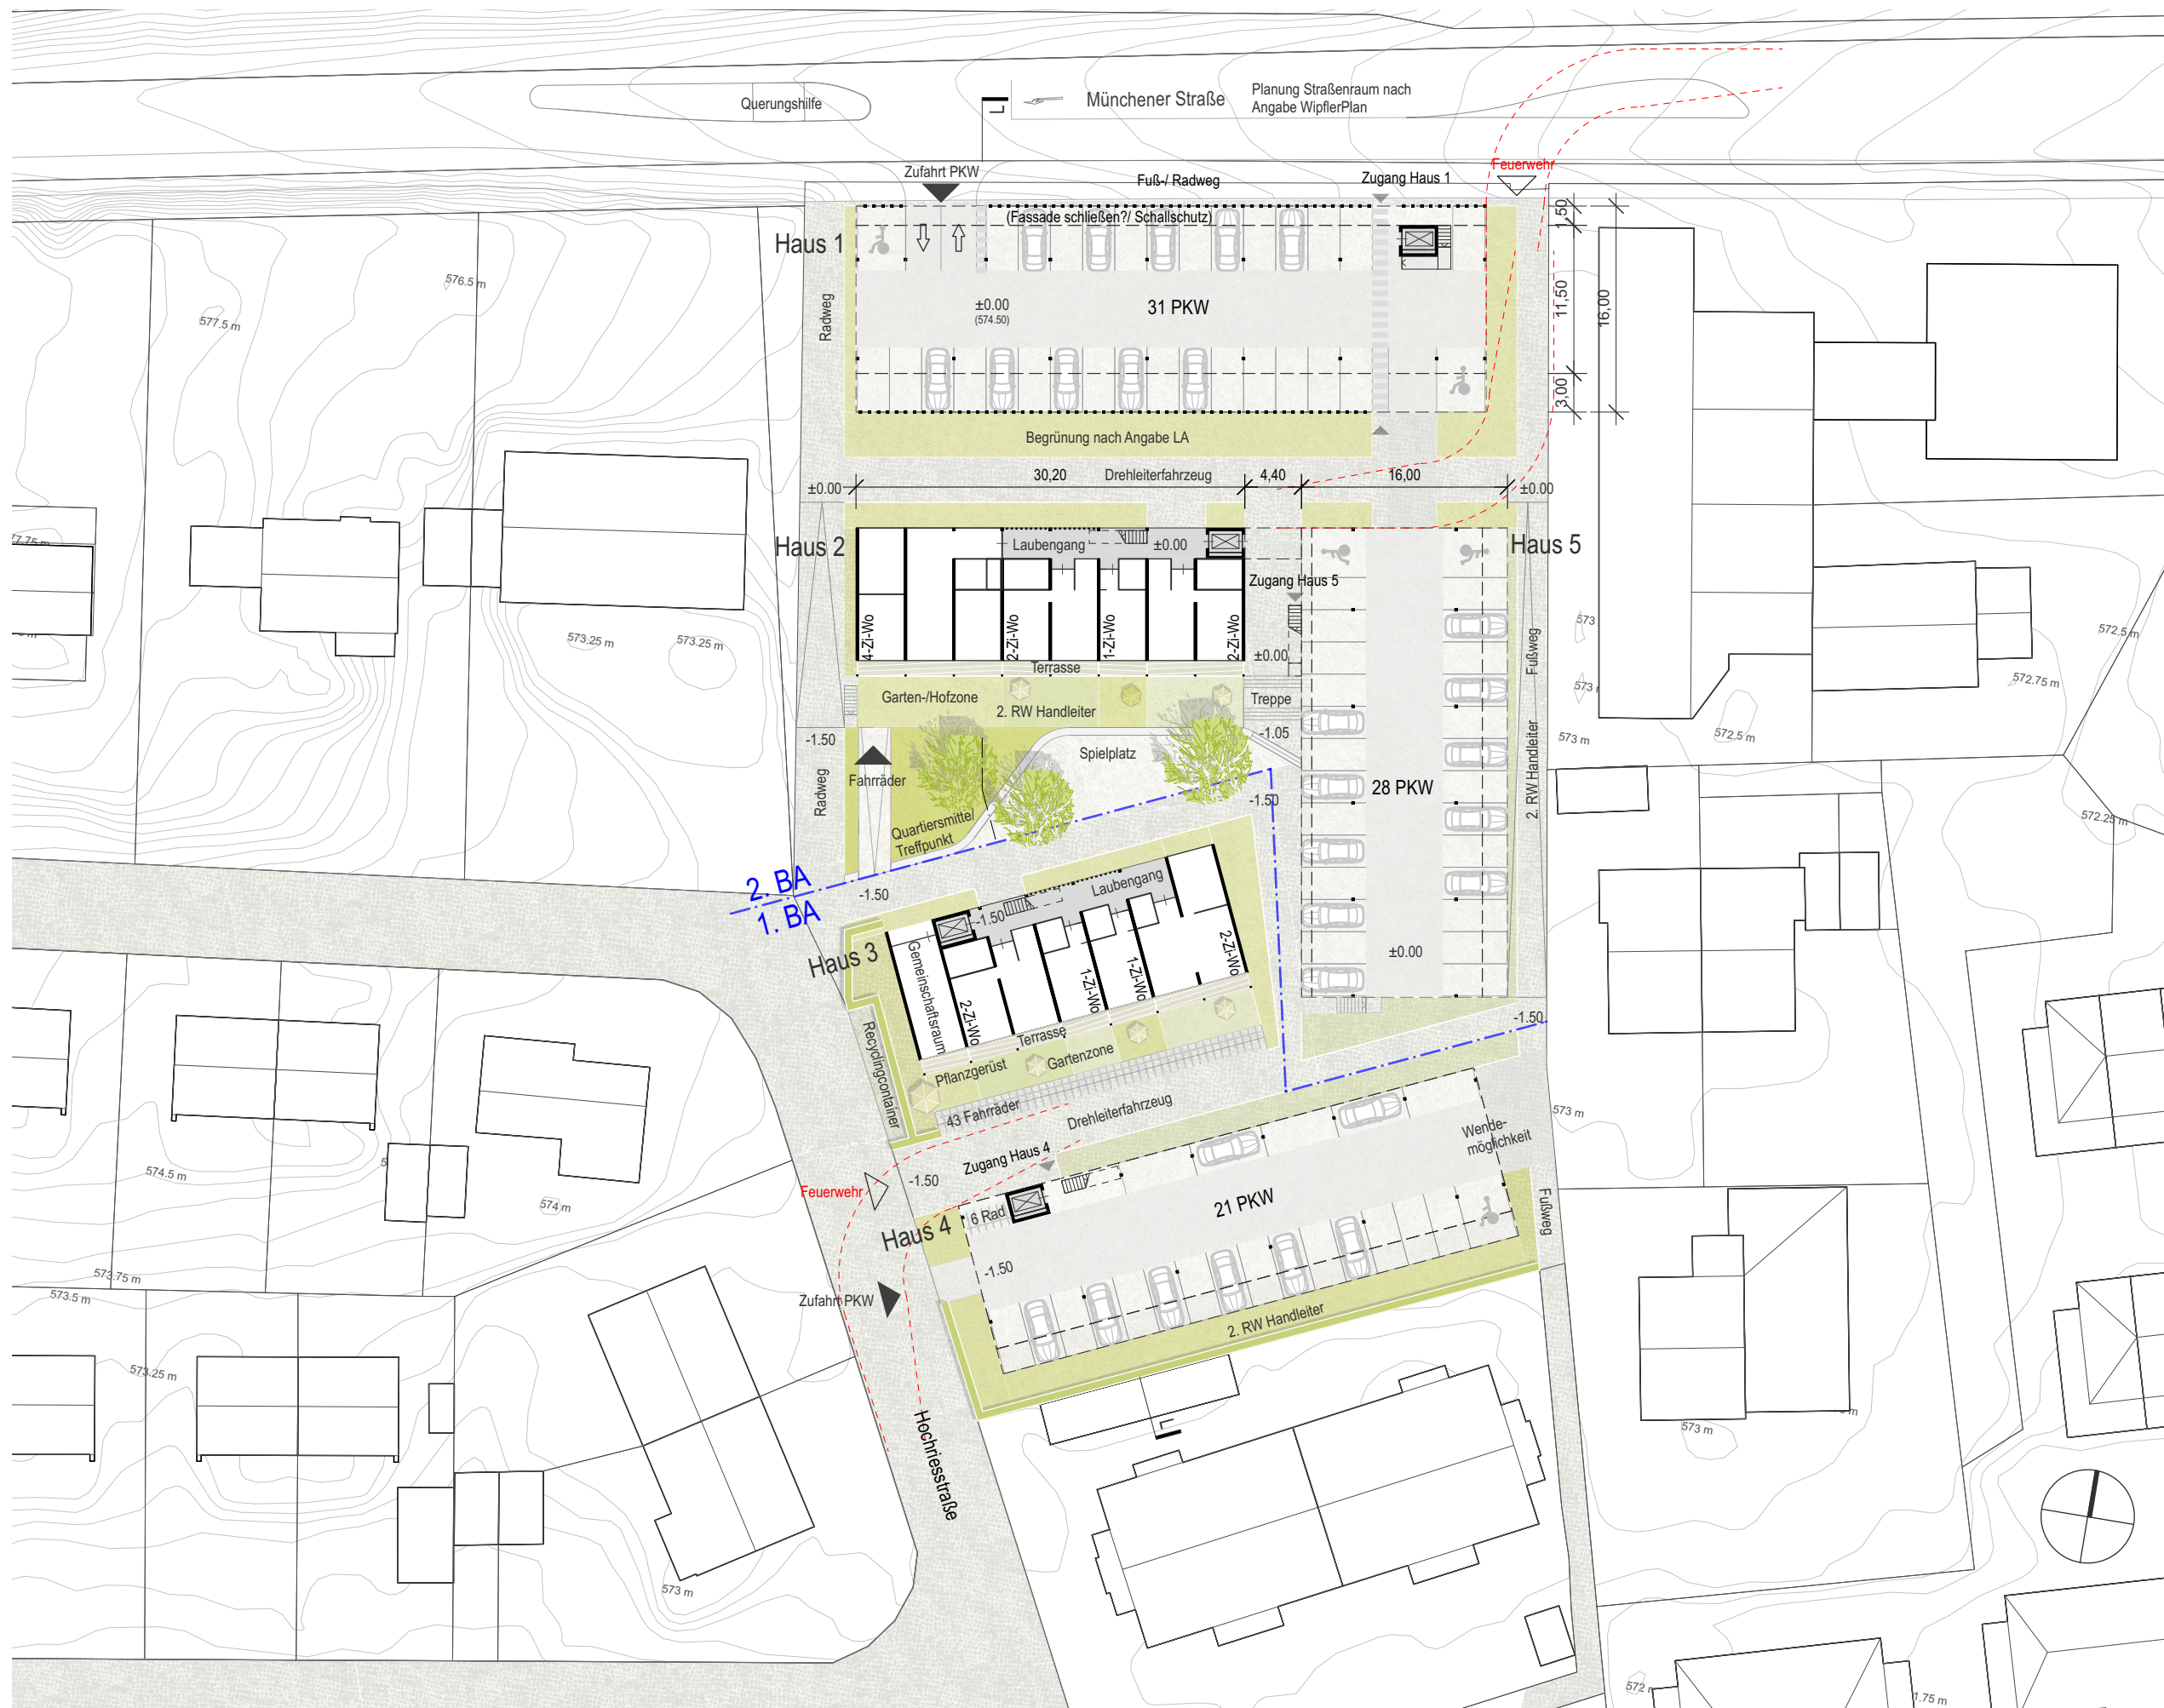 Querungshilfe
Münchener Straße
Planung Straßenraum nach
Angabe WipflerPlan
Zufahrt PKW
Fuß-/ Radweg
Zugang Haus 1
Feuerwehr
(Fassade schließen?/ Schallschutz)
Haus 1
1,50
11,50
16,00
3,00
576.5 m
577.5 m
Radweg
±0.00
(574.50)
31 PKW
Begrünung nach Angabe LA
30,20
Drehleiterfahrzeug
4,40
16,00
±0.00
±0.00
Haus 2
Laubengang
±0.00
Haus 5
Zugang Haus 5
4-Zi-Wo
2-Zi-Wo
1-Zi-Wo
2-Zi-Wo
±0.00
Terrasse
573.25 m
573.25 m
Fußweg
572.5 m
572.75 m
Garten-/Hofzone
2. RW Handleiter
Treppe
-1.50
-1.05
Spielplatz
573 m
572.5 m
2. RW Handleiter
Radweg
Fahrräder
28 PKW
-1.50
Quartiersmitte/
Treffpunkt
572.25 m
2. BA
1. BA
-1.50
Laubengang
-1.50
±0.00
Haus 3
Gemeinschaftsraum
2-Zi-Wo
1-Zi-Wo
1-Zi-Wo
2-Zi-Wo
-1.50
Terrasse
Recyclingcontainer
Pflanzgerüst
Gartenzone
43 Fahrräder
Drehleiterfahrzeug
573 m
Wende-
möglichkeit
Zugang Haus 4
574.5 m
-1.50
Feuerwehr
574 m
6 Rad
21 PKW
Fußweg
Haus 4
573.75 m
573.5 m
-1.50
Zufahrt PKW
2. RW Handleiter
573.25 m
573 m
Hochriesstraße
573 m
572 m
1.75 m